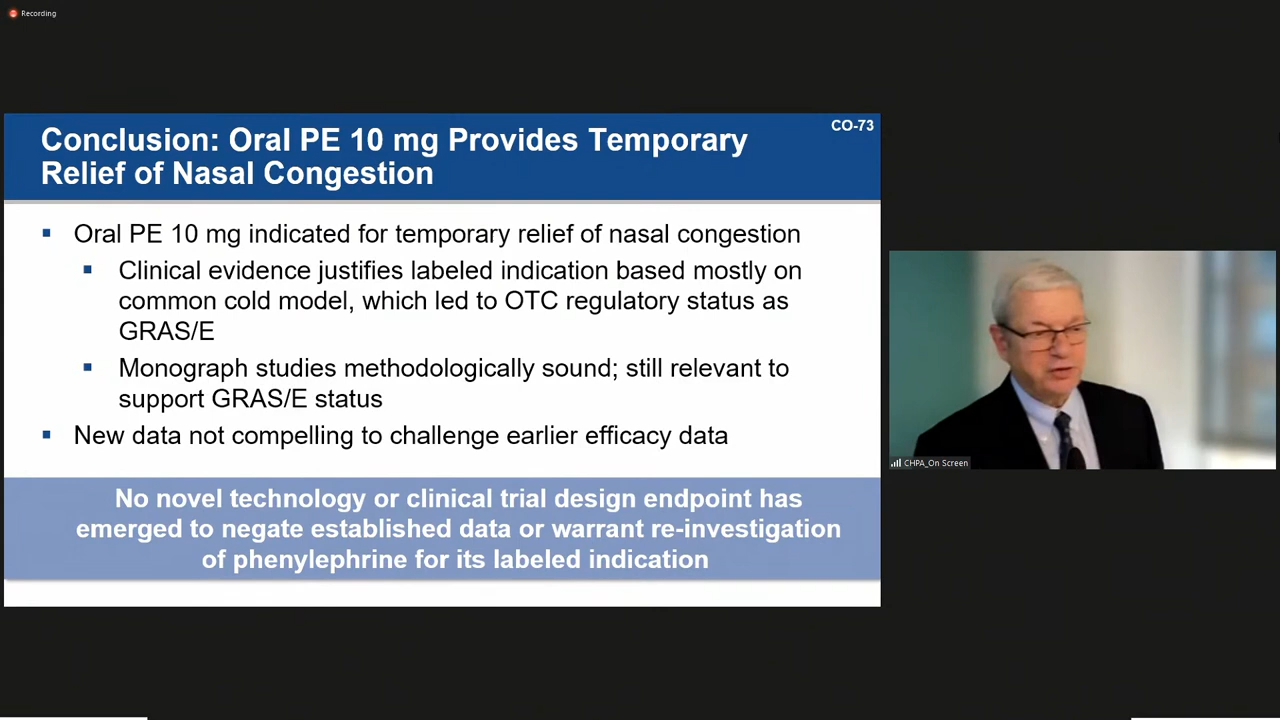 Recording
CO-73
Conclusion: Oral PE 10 mg Provides Temporary
Relief of Nasal Congestion
Oral PE 10 mg indicated for temporary relief of nasal congestion
Clinical evidence justifies labeled indication based mostly on
common cold model, which led to OTC regulatory status as
GRAS/E
Monograph studies methodologically sound; still relevant to
support GRAS/E status
New data not compelling to challenge earlier efficacy data
No novel technology or clinical trial design endpoint has
emerged to negate established data or warrant re-investigation
of phenylephrine for its labeled indication
CHPA_On Screen